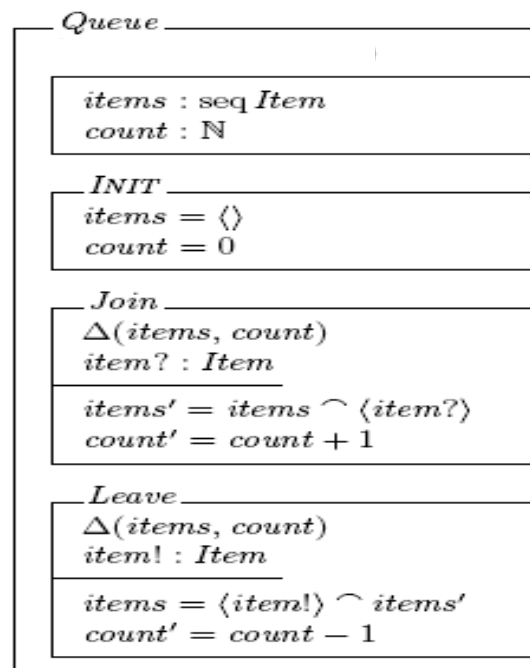 Queue
items : seq Item
count : ℕ
INIT
items = ⟨⟩
count = 0
Join
Δ(items, count)
item? : Item
items′ = items ⌢ ⟨item?⟩
count′ = count + 1
Leave
Δ(items, count)
item! : Item
items = ⟨item!⟩ ⌢ items′
count′ = count − 1